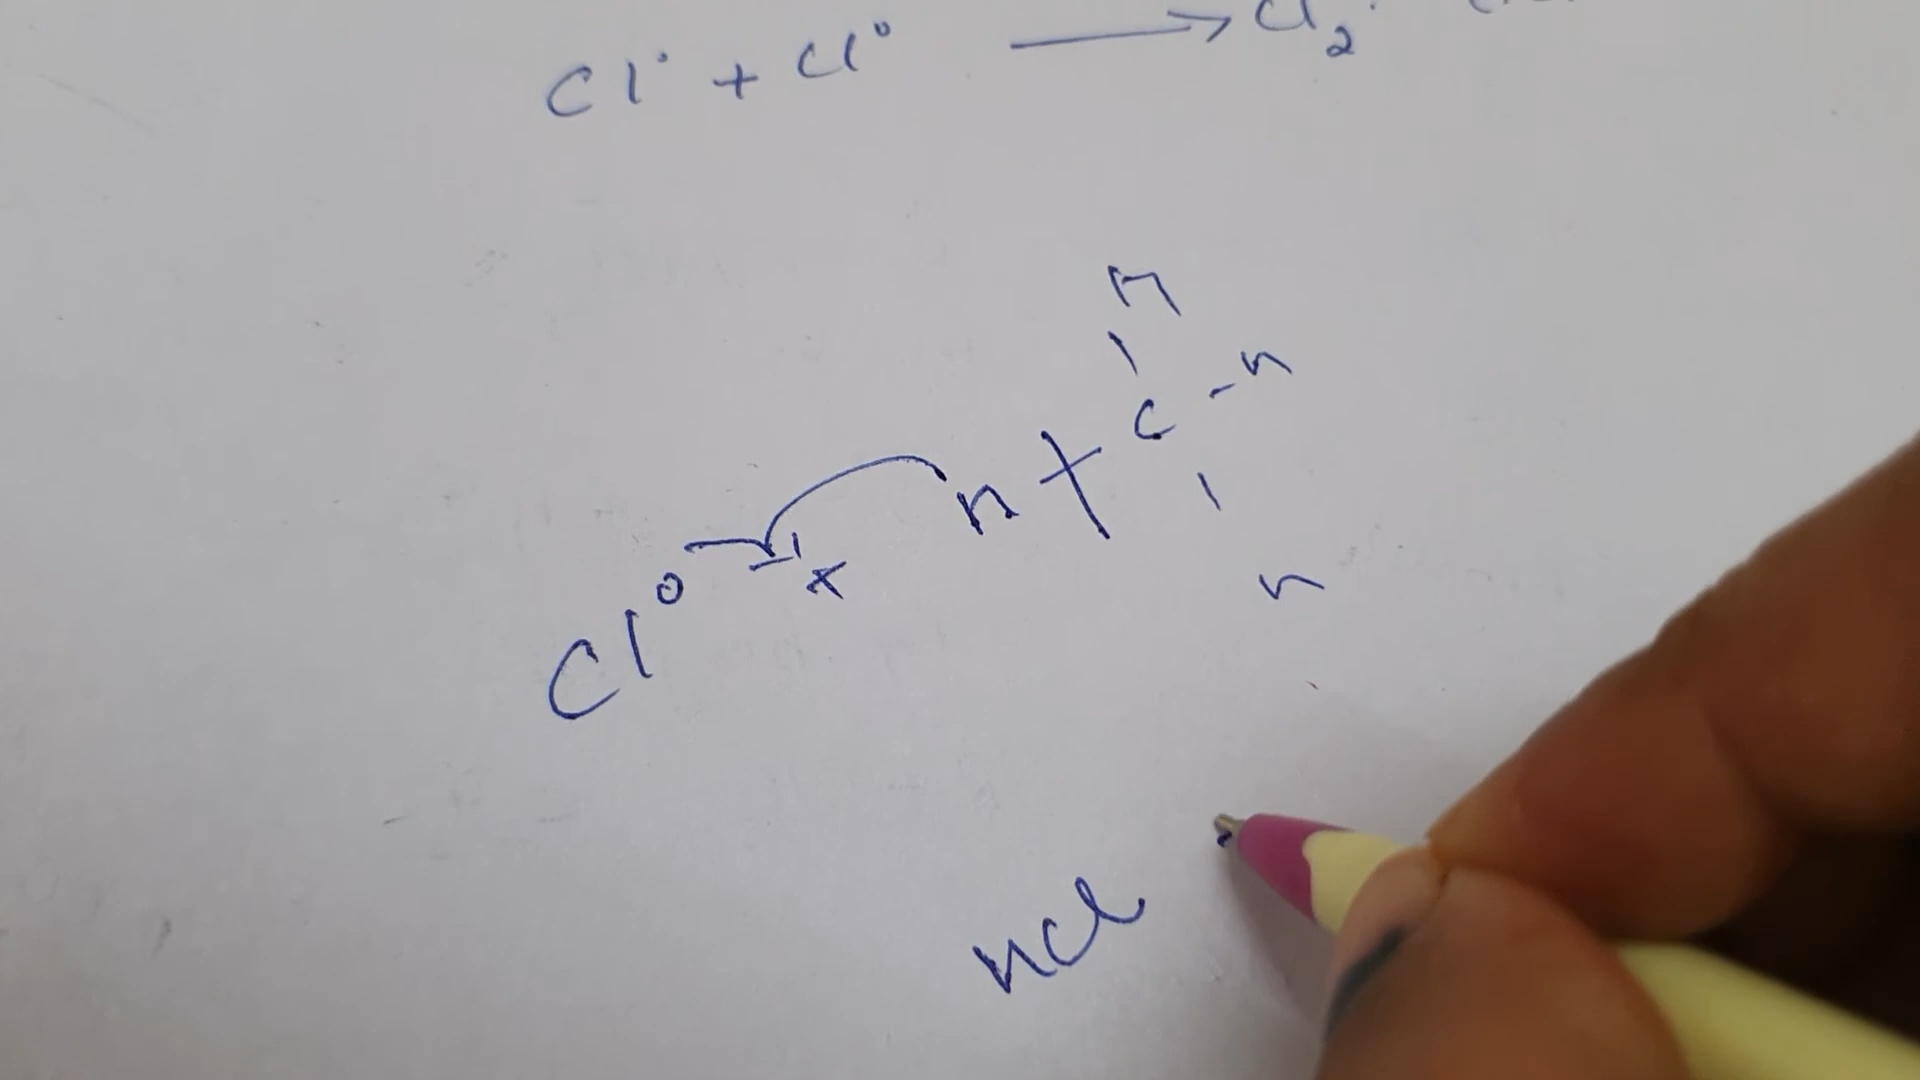 Cl· + Cl° → Cl₂
H
C - H
Cl° x H
H
HCl